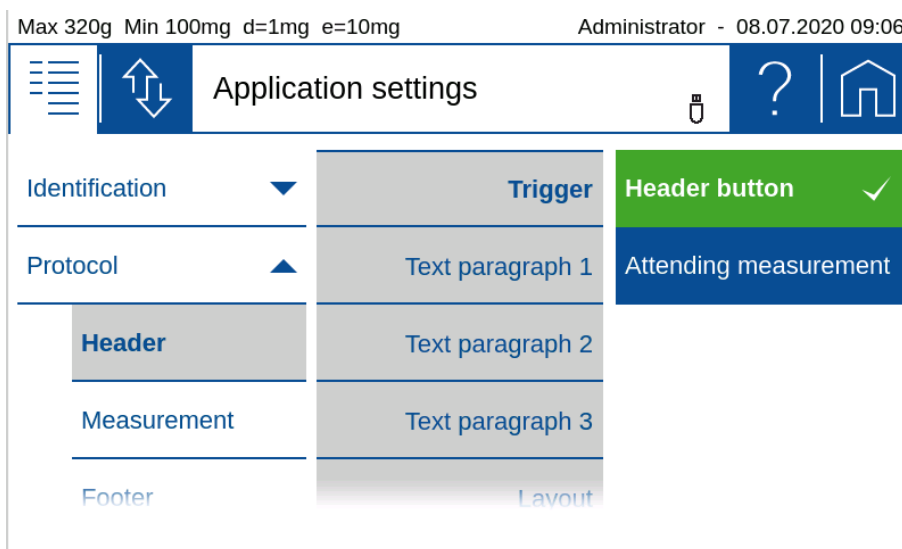 Max 320g Min 100mg d=1mg e=10mg Administrator - 08.07.2020 09:06
Application settings
?
Identification
Trigger
Header button
Protocol
Text paragraph 1
Attending measurement
Header
Text paragraph 2
Measurement
Text paragraph 3
Footer
Layout